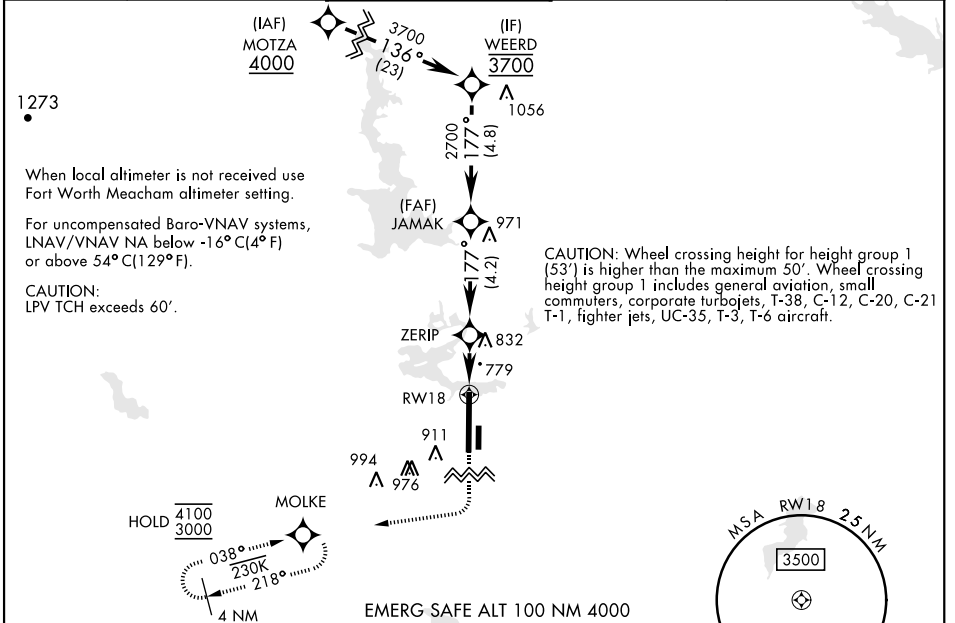 (IAF)
MOTZA
4000
3700
136°
(23)
(IF)
WEERD
3700
1056
1273
2700
177°
(4.8)
When local altimeter is not received use
Fort Worth Meacham altimeter setting.
For uncompensated Baro-VNAV systems,
LNAV/VNAV NA below -16°C(4°F)
or above 54°C(129°F).
CAUTION:
LPV TCH exceeds 60'.
(FAF)
JAMAK
971
177°
(4.2)
CAUTION: Wheel crossing height for height group 1
(53') is higher than the maximum 50'. Wheel crossing
height group 1 includes general aviation, small
commuters, corporate turbojets, T-38, C-12, C-20, C-21
T-1, fighter jets, UC-35, T-3, T-6 aircraft.
ZERIP
832
779
RW18
911
994
976
MOLKE
HOLD
4100
3000
038°
230K
218°
4 NM
EMERG SAFE ALT 100 NM 4000
MSA RW18 25 NM
3500